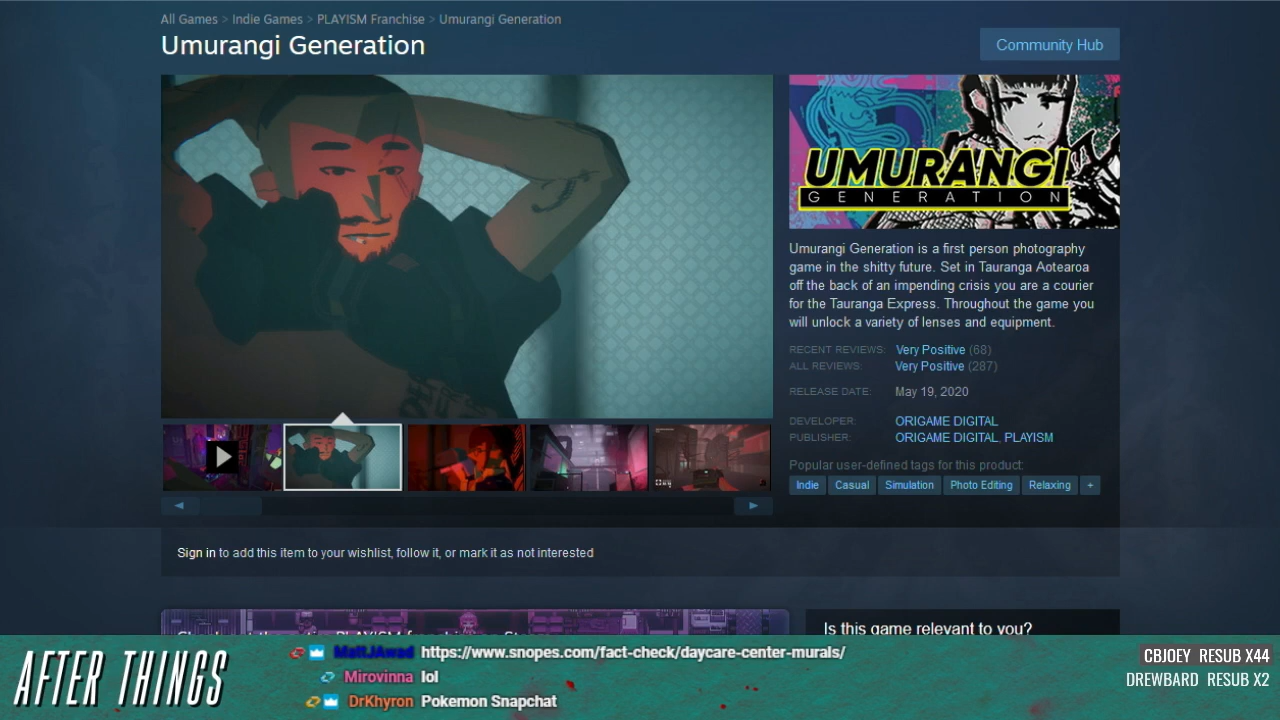 All Games > Indie Games > PLAYISM Franchise > Umurangi Generation
Umurangi Generation
Community Hub
UMURANGI
GENERATION
Umurangi Generation is a first person photography
game in the shitty future. Set in Tauranga Aotearoa
off the back of an impending crisis you are a courier
for the Tauranga Express. Throughout the game you
will unlock a variety of lenses and equipment.
RECENT REVIEWS: Very Positive (68)
ALL REVIEWS: Very Positive (287)
RELEASE DATE: May 19, 2020
DEVELOPER: ORIGAME DIGITAL
PUBLISHER: ORIGAME DIGITAL, PLAYISM
Popular user-defined tags for this product:
Indie Casual Simulation Photo Editing Relaxing +
Sign in to add this item to your wishlist, follow it, or mark it as not interested
Is this game relevant to you?
AFTER THINGS
MattJAwad https://www.snopes.com/fact-check/daycare-center-murals/
Mirovinna lol
DrKhyron Pokemon Snapchat
CBJOEY RESUB X44
DREWBARD RESUB X2